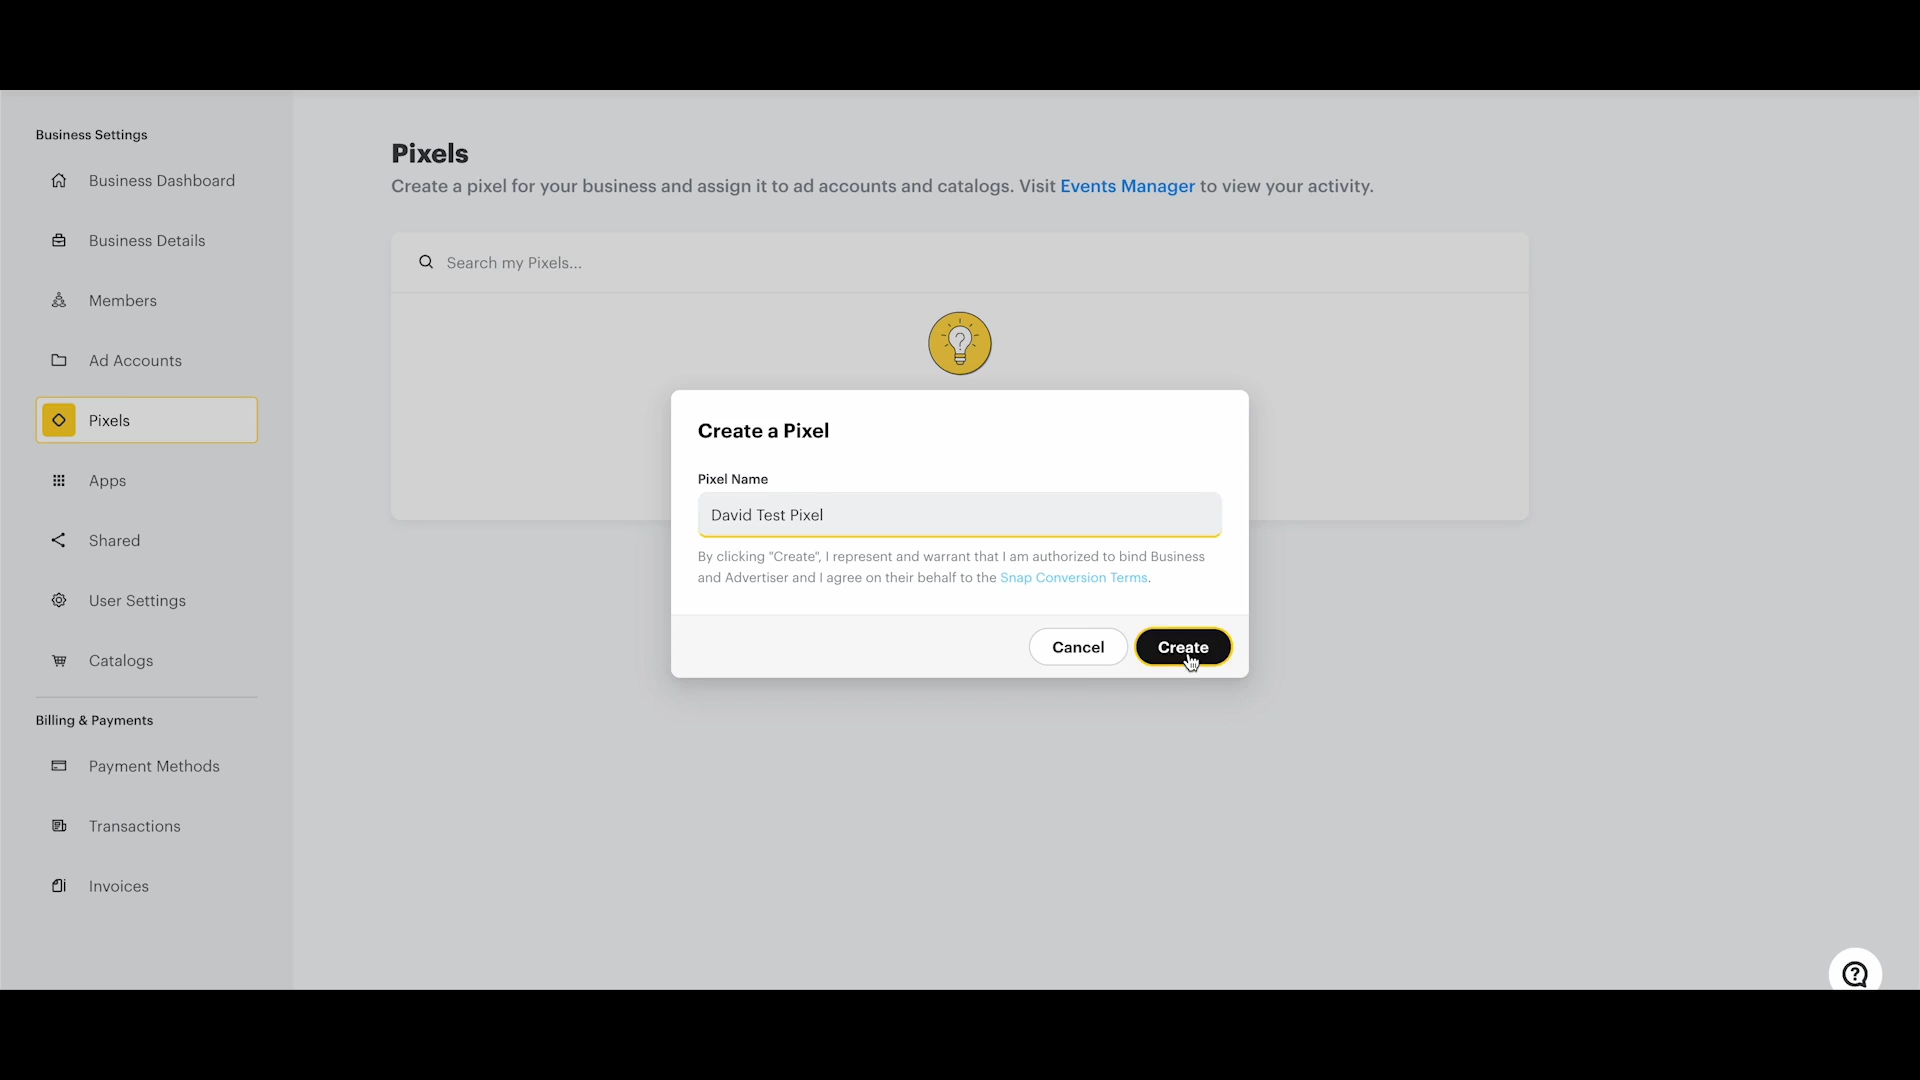 Business Settings
Business Dashboard
Business Details
Members
Ad Accounts
Pixels
Apps
Shared
User Settings
Catalogs
Billing & Payments
Payment Methods
Transactions
Invoices
Pixels
Create a pixel for your business and assign it to ad accounts and catalogs. Visit Events Manager to view your activity.
Search my Pixels...
?
Create a Pixel
Pixel Name
David Test Pixel
By clicking "Create", I represent and warrant that I am authorized to bind Business
and Advertiser and I agree on their behalf to the Snap Conversion Terms.
Cancel
Create
?